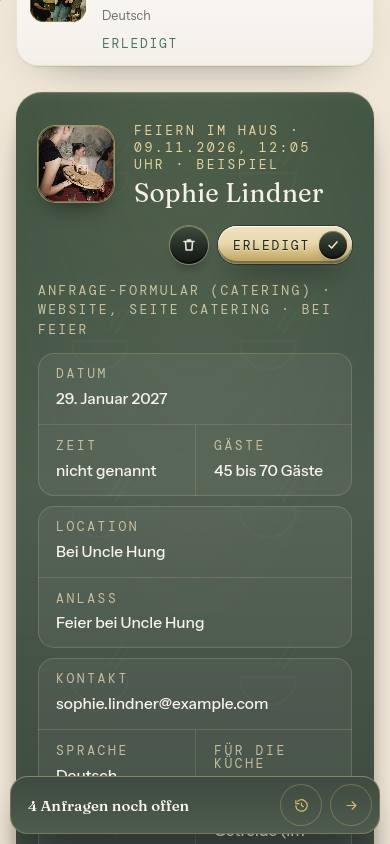 Deutsch
ERLEDIGT
FEIERN IM HAUS ·
09.11.2026, 12:05
UHR · BEISPIEL
Sophie Lindner
ERLEDIGT
ANFRAGE-FORMULAR (CATERING) ·
WEBSITE, SEITE CATERING · BEI
FEIER
DATUM
29. Januar 2027
ZEIT
nicht genannt
GÄSTE
45 bis 70 Gäste
LOCATION
Bei Uncle Hung
ANLASS
Feier bei Uncle Hung
KONTAKT
sophie.lindner@example.com
SPRACHE
Deutsch
FÜR DIE
KÜCHE
4 Anfragen noch offen